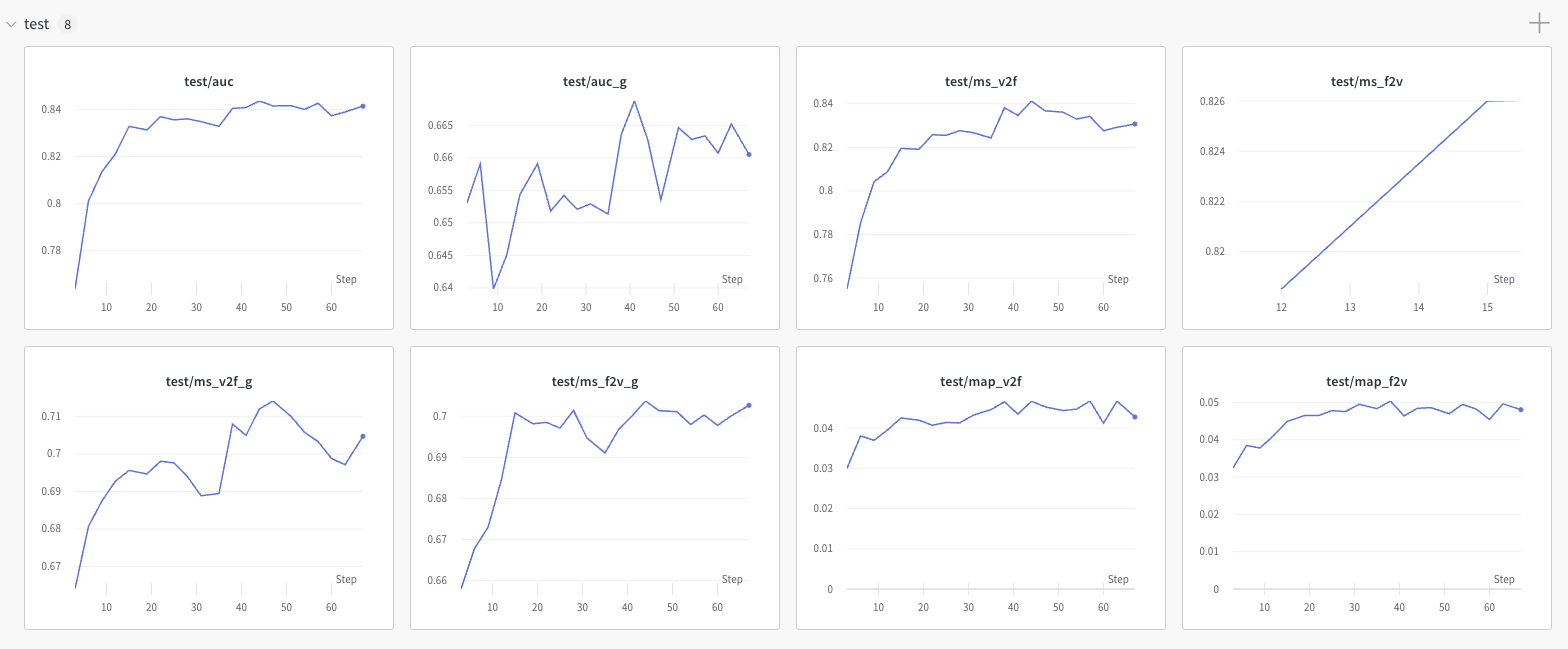 test 8
test/auc
0.84
0.82
0.8
0.78
Step
10 20 30 40 50 60
test/auc_g
0.665
0.66
0.655
0.65
0.645
0.64
Step
10 20 30 40 50 60
test/ms_v2f
0.84
0.82
0.8
0.78
0.76
Step
10 20 30 40 50 60
test/ms_f2v
0.826
0.824
0.822
0.82
Step
12 13 14 15
test/ms_v2f_g
0.71
0.7
0.69
0.68
0.67
Step
10 20 30 40 50 60
test/ms_f2v_g
0.7
0.69
0.68
0.67
0.66
Step
10 20 30 40 50 60
test/map_v2f
0.04
0.03
0.02
0.01
0
Step
10 20 30 40 50 60
test/map_f2v
0.05
0.04
0.03
0.02
0.01
0
Step
10 20 30 40 50 60